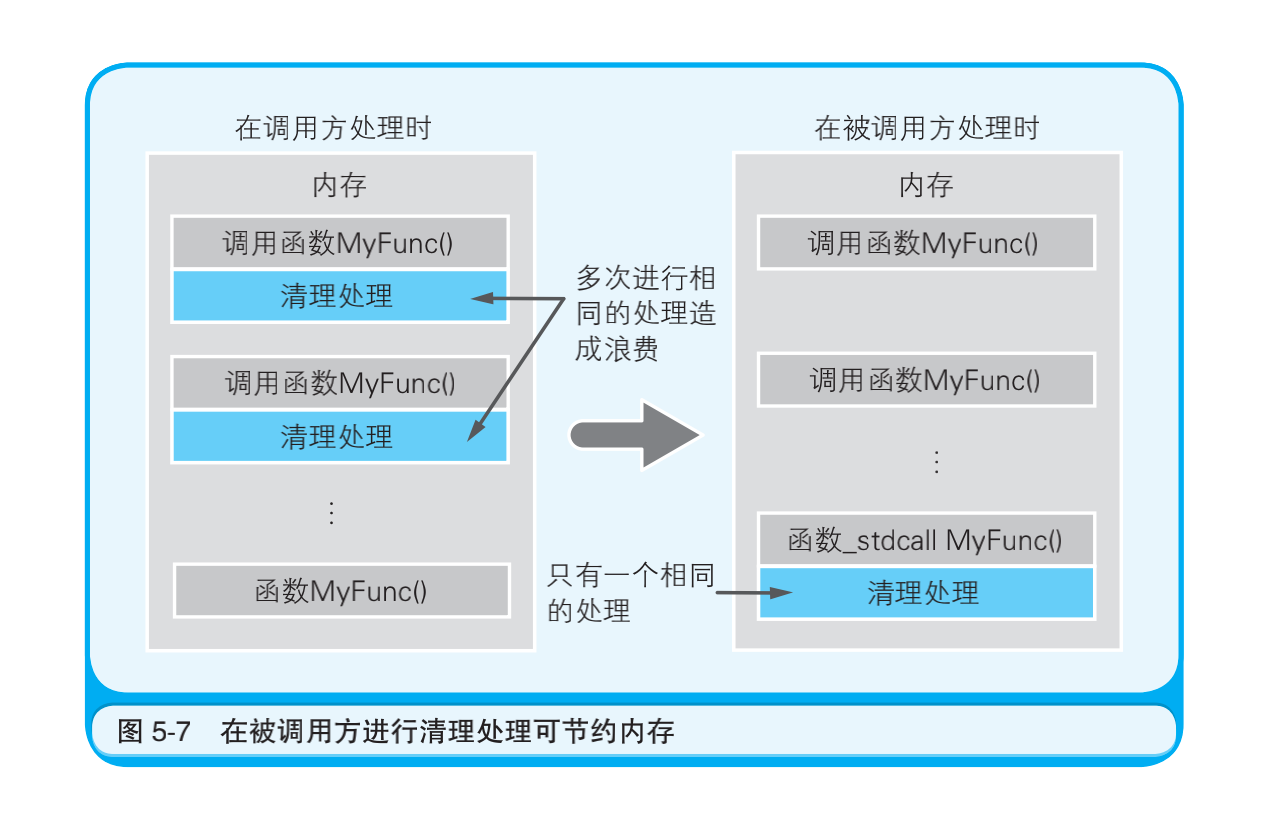 在调用方处理时
内存
调用函数MyFunc()
清理处理
调用函数MyFunc()
清理处理
⋮
函数MyFunc()
多次进行相
同的处理造
成浪费
只有一个相同
的处理
在被调用方处理时
内存
调用函数MyFunc()
调用函数MyFunc()
⋮
函数_stdcall MyFunc()
清理处理
图 5-7 在被调用方进行清理处理可节约内存